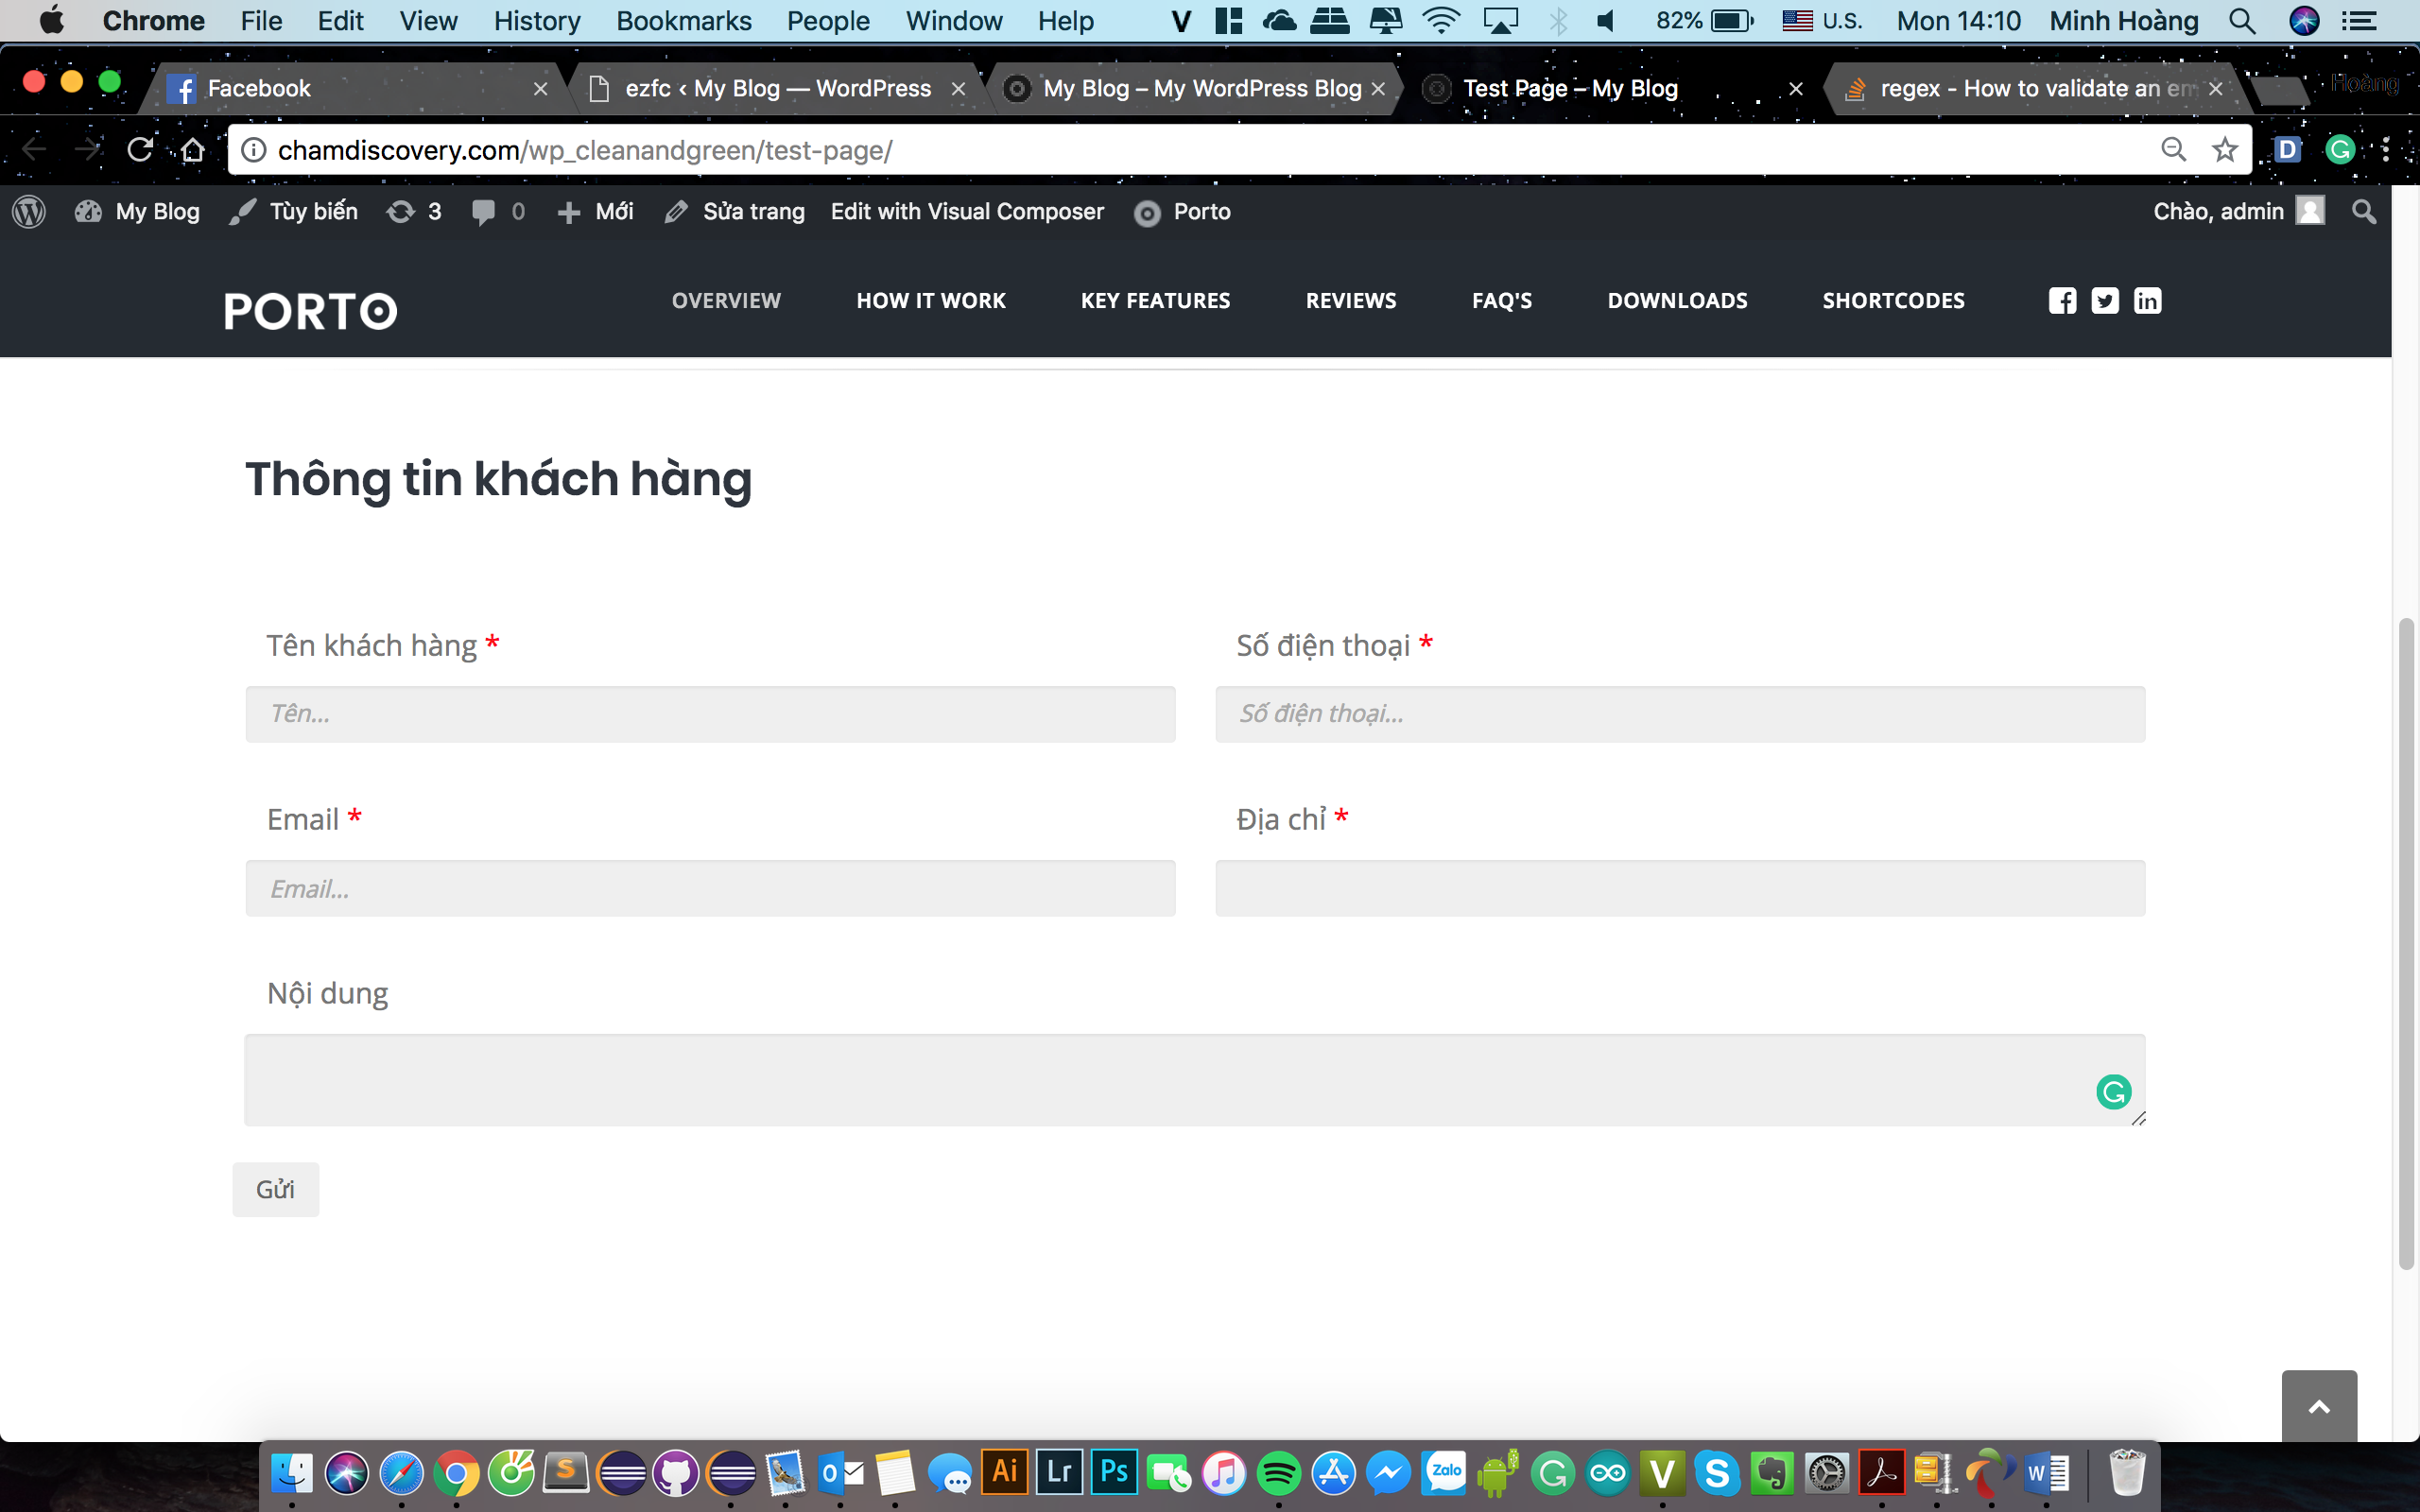 Chrome File Edit View History Bookmarks People Window Help V 82% U.S. Mon 14:10 Minh Hoàng
Facebook ezfc ‹ My Blog — WordPress My Blog – My WordPress Blog Test Page – My Blog regex - How to validate an em Hoàng
chamdiscovery.com/wp_cleanandgreen/test-page/ D G
My Blog Tùy biến 3 0 Mới Sửa trang Edit with Visual Composer Porto Chào, admin
PORTO OVERVIEW HOW IT WORK KEY FEATURES REVIEWS FAQ'S DOWNLOADS SHORTCODES
Thông tin khách hàng
Tên khách hàng * Số điện thoại *
Tên... Số điện thoại...
Email * Địa chỉ *
Email...
Nội dung
Gửi
S O Ai Lr Ps Zalo G V S W